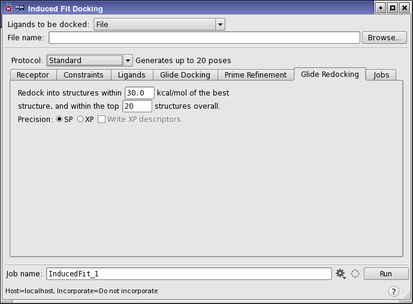 Induced Fit Docking
Ligands to be docked: File
File name: Browse...
Protocol: Standard Generates up to 20 poses
Receptor Constraints Ligands Glide Docking Prime Refinement Glide Redocking Jobs
Redock into structures within 30.0 kcal/mol of the best
structure, and within the top 20 structures overall.
Precision: SP XP Write XP descriptors
Job name: InducedFit_1 Run
Host=localhost, Incorporate=Do not incorporate ?